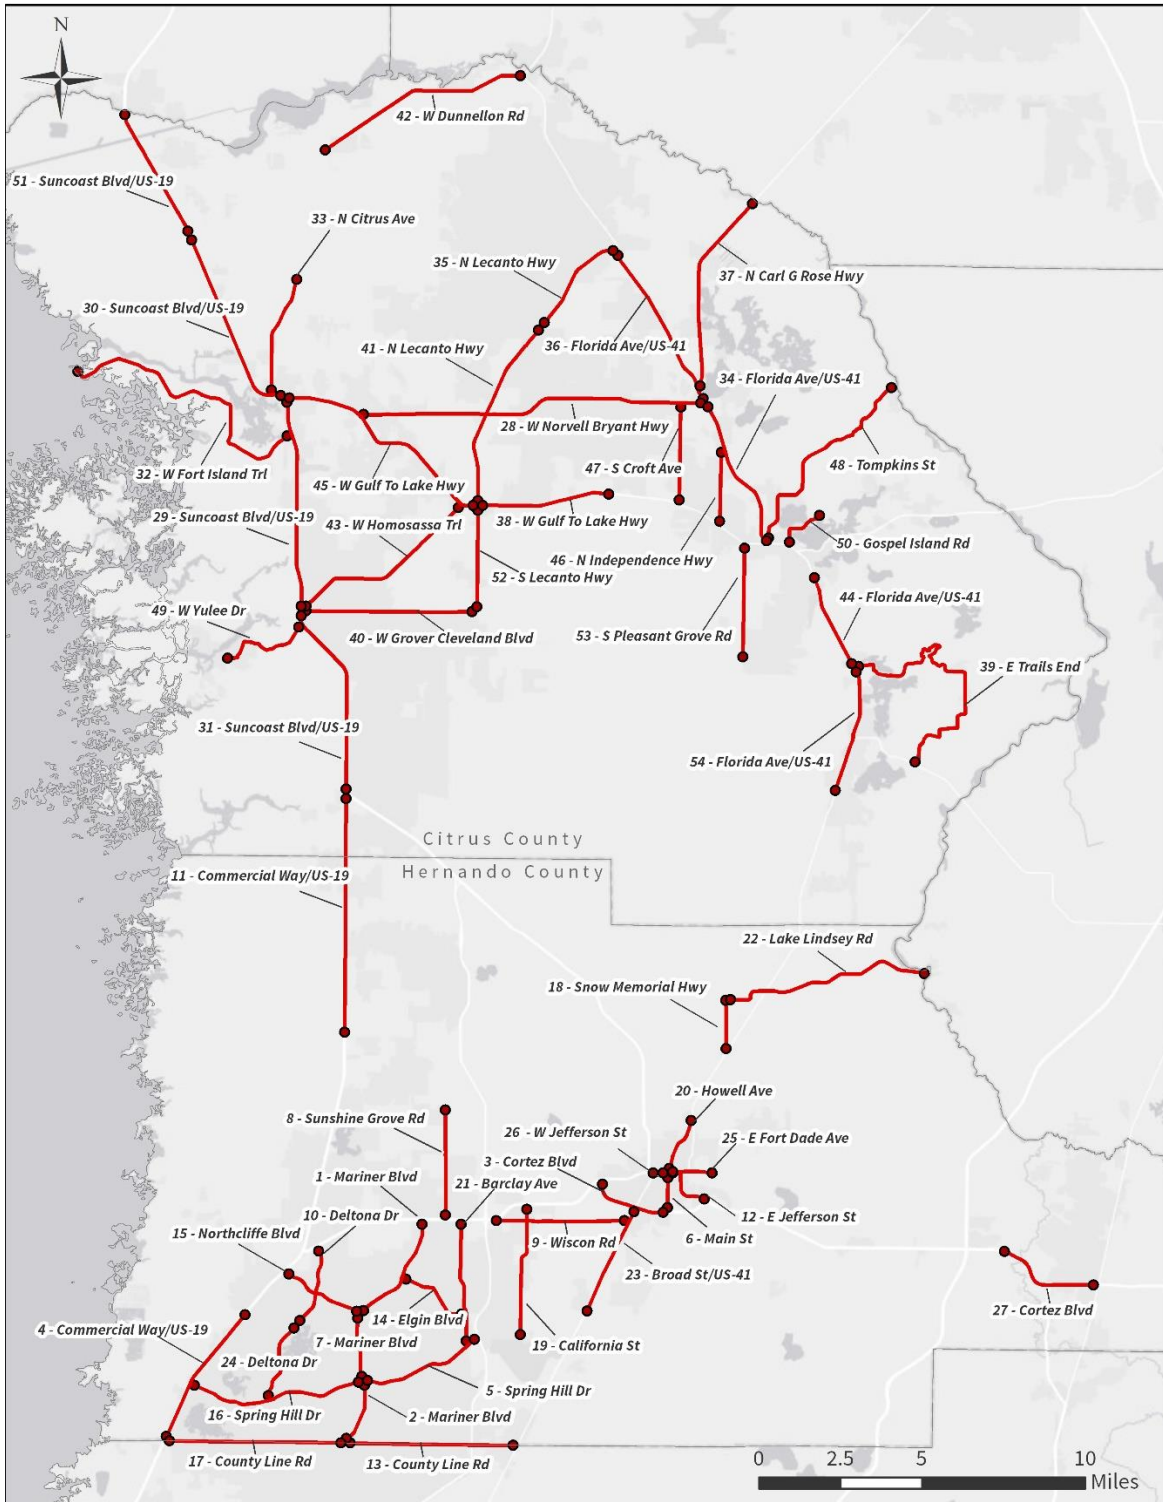 N
42 - W Dunnellon Rd
51 - Suncoast Blvd/US-19
33 - N Citrus Ave
35 - N Lecanto Hwy
37 - N Carl G Rose Hwy
30 - Suncoast Blvd/US-19
41 - N Lecanto Hwy
36 - Florida Ave/US-41
34 - Florida Ave/US-41
28 - W Norvell Bryant Hwy
48 - Tompkins St
32 - W Fort Island Trl
47 - S Croft Ave
45 - W Gulf To Lake Hwy
29 - Suncoast Blvd/US-19
38 - W Gulf To Lake Hwy
43 - W Homosassa Trl
50 - Gospel Island Rd
46 - N Independence Hwy
52 - S Lecanto Hwy
44 - Florida Ave/US-41
49 - W Yulee Dr
40 - W Grover Cleveland Blvd
53 - S Pleasant Grove Rd
39 - E Trails End
31 - Suncoast Blvd/US-19
54 - Florida Ave/US-41
Citrus County
Hernando County
11 - Commercial Way/US-19
22 - Lake Lindsey Rd
18 - Snow Memorial Hwy
20 - Howell Ave
8 - Sunshine Grove Rd
26 - W Jefferson St
25 - E Fort Dade Ave
3 - Cortez Blvd
1 - Mariner Blvd
21 - Barclay Ave
10 - Deltona Dr
12 - E Jefferson St
15 - Northcliffe Blvd
6 - Main St
9 - Wiscon Rd
23 - Broad St/US-41
27 - Cortez Blvd
14 - Elgin Blvd
4 - Commercial Way/US-19
7 - Mariner Blvd
19 - California St
24 - Deltona Dr
5 - Spring Hill Dr
16 - Spring Hill Dr
2 - Mariner Blvd
17 - County Line Rd
13 - County Line Rd
0 2.5 5 10
Miles